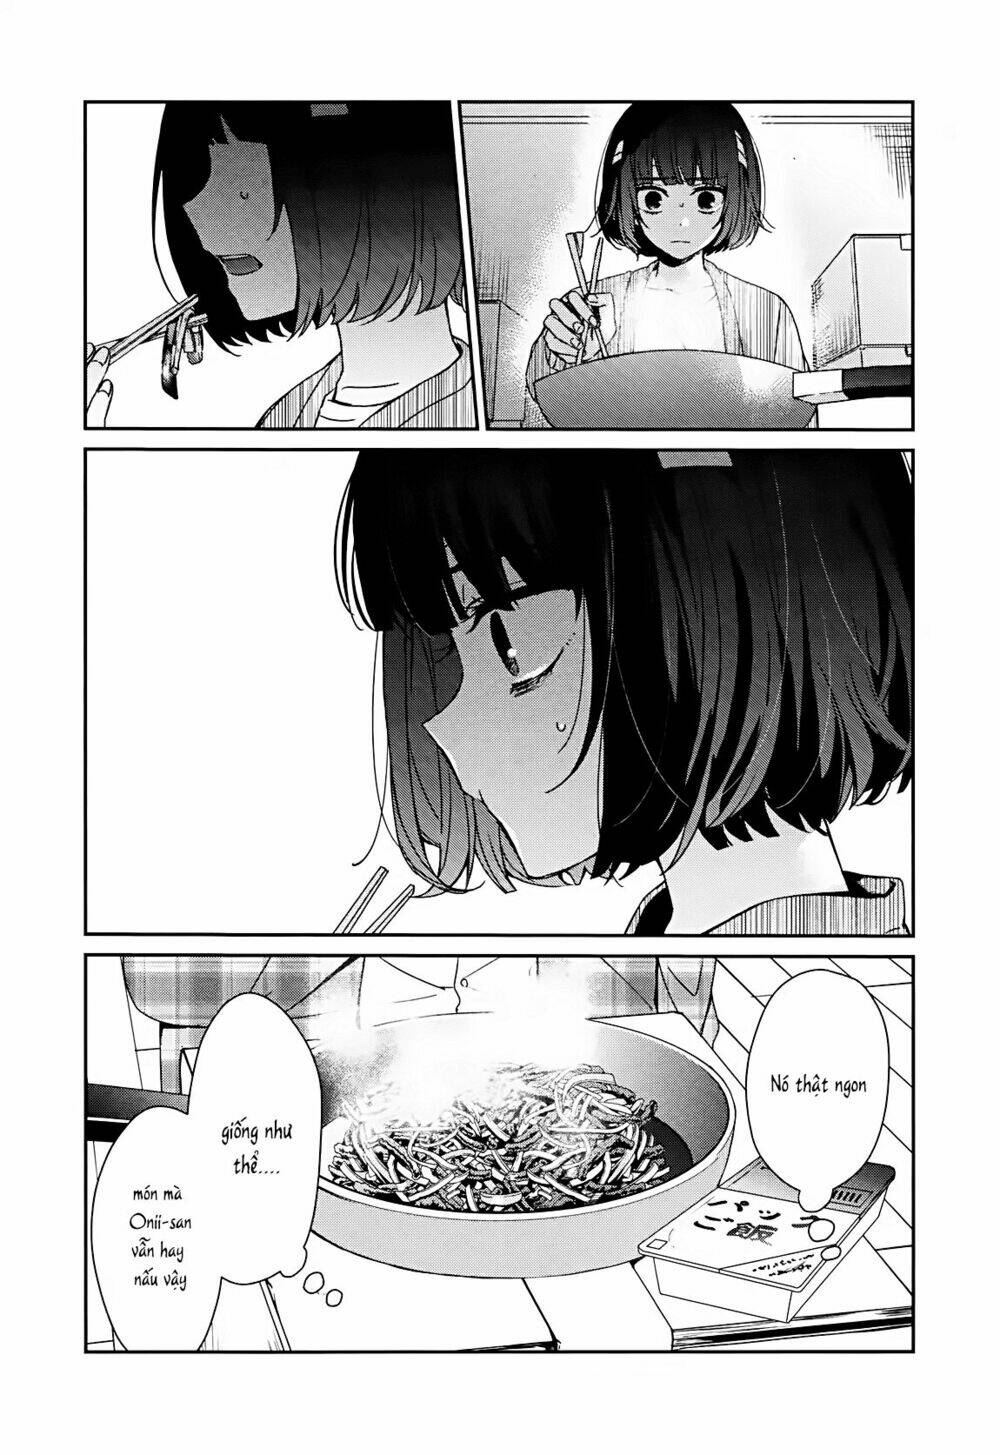 Nó thật ngon
giống như
thể....
món mà
Onii-san
vẫn hay
nấu vậy
パック
ご飯